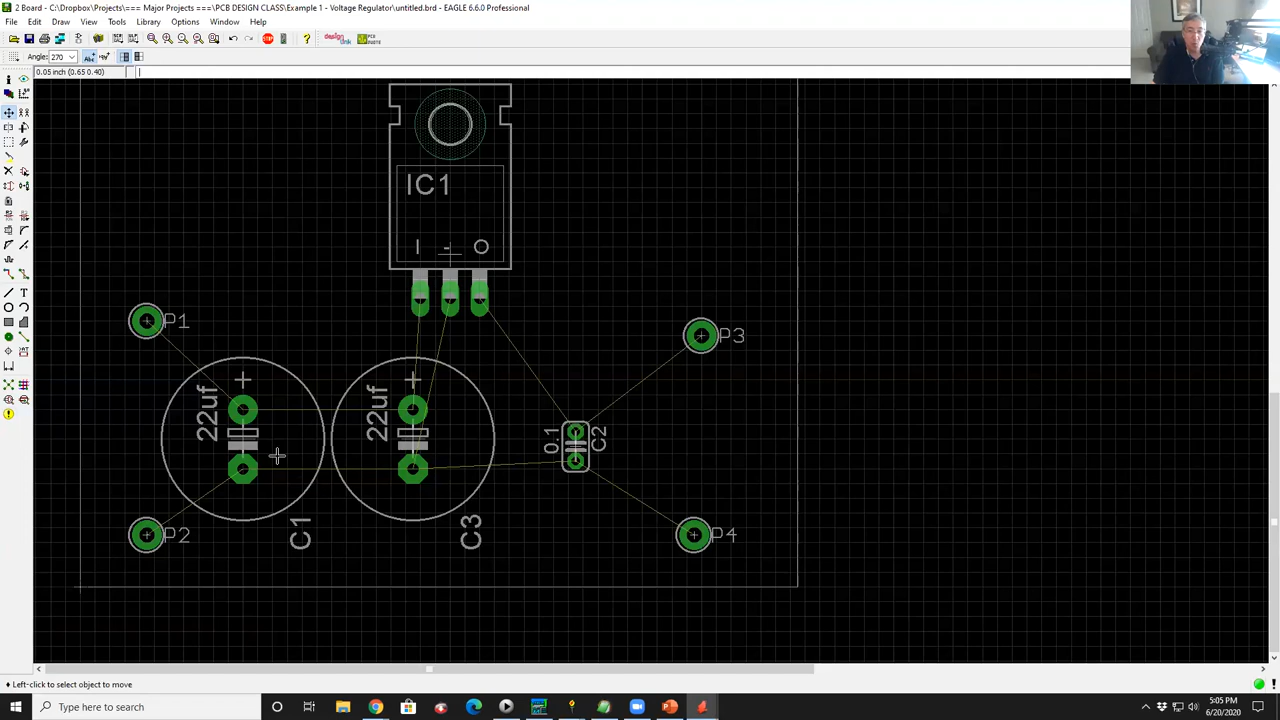 2 Board - C:\Dropbox\Projects\=== Major Projects ===\PCB DESIGN CLASS\Example 1 - Voltage Regulator\untitled.brd - EAGLE 6.6.0 Professional
File Edit Draw View Tools Library Options Window Help
Angle: 270
0.05 inch (0.65 0.40)
IC1
I - O
P1
P3
22uf
+
22uf
+
0.1
C2
P2
C1
C3
P4
Left-click to select object to move
Type here to search
5:05 PM
6/20/2020